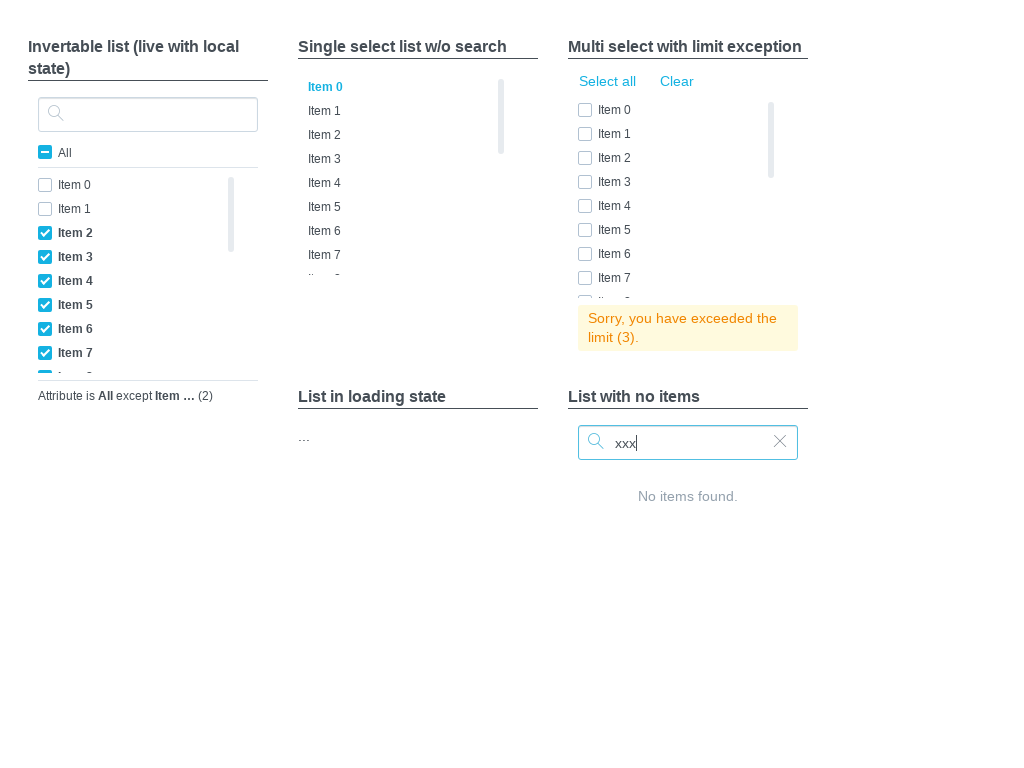 Invertable list (live with local
state)
All
Item 0
Item 1
Item 2
Item 3
Item 4
Item 5
Item 6
Item 7
Attribute is All except Item … (2)
Single select list w/o search
Item 0
Item 1
Item 2
Item 3
Item 4
Item 5
Item 6
Item 7
Multi select with limit exception
Select all Clear
Item 0
Item 1
Item 2
Item 3
Item 4
Item 5
Item 6
Item 7
Sorry, you have exceeded the
limit (3).
List in loading state
...
List with no items
xxx
No items found.